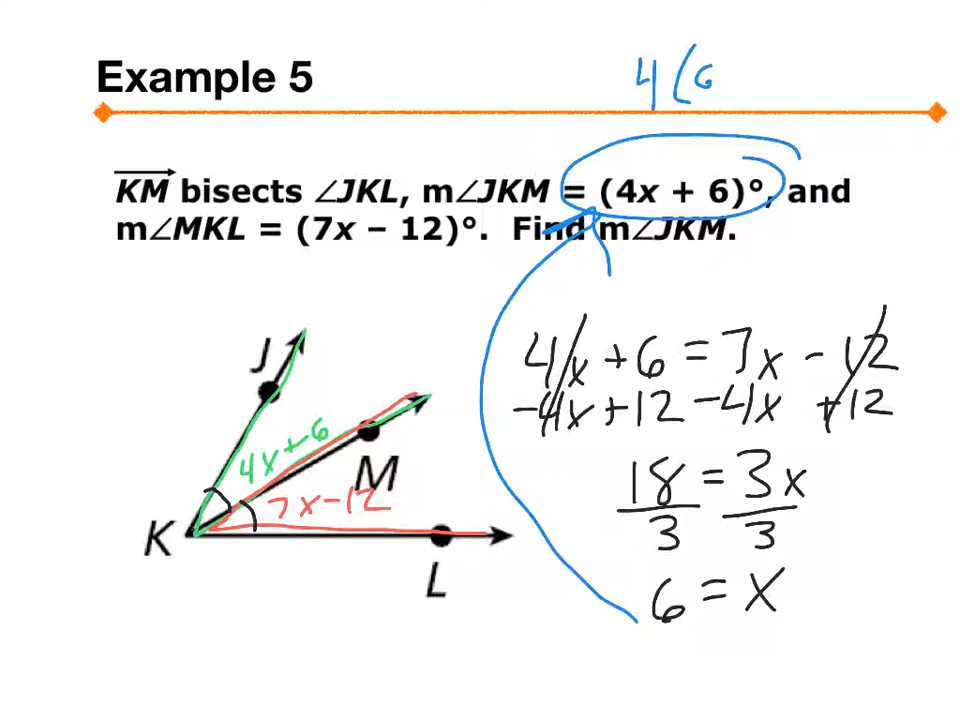 Example 5
4(6
KM bisects ∠JKL, m∠JKM = (4x + 6)°, and
m∠MKL = (7x – 12)°. Find m∠JKM.
J
4x+6
M
7x-12
K
L
4x + 6 = 7x - 12
-4x +12 -4x +12
18 = 3x
3 3
6 = x